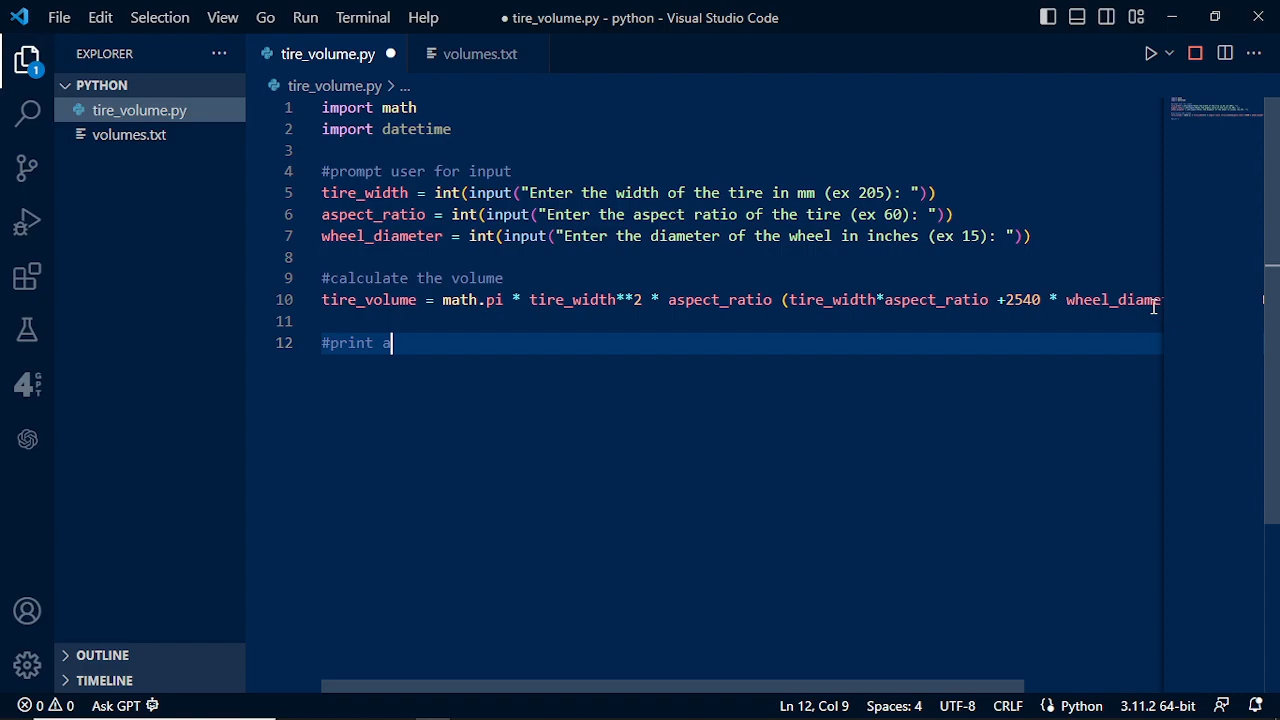 File Edit Selection View Go Run Terminal Help
● tire_volume.py - python - Visual Studio Code
EXPLORER ···
tire_volume.py ●
volumes.txt
1
PYTHON
tire_volume.py
volumes.txt
tire_volume.py > ...
1 import math
2 import datetime
3
4 #prompt user for input
5 tire_width = int(input("Enter the width of the tire in mm (ex 205): "))
6 aspect_ratio = int(input("Enter the aspect ratio of the tire (ex 60): "))
7 wheel_diameter = int(input("Enter the diameter of the wheel in inches (ex 15): "))
8
9 #calculate the volume
10 tire_volume = math.pi * tire_width**2 * aspect_ratio (tire_width*aspect_ratio +2540 * wheel_diame
11
12 #print a
4GPT
OUTLINE
TIMELINE
0 0 Ask GPT Ln 12, Col 9 Spaces: 4 UTF-8 CRLF Python 3.11.2 64-bit